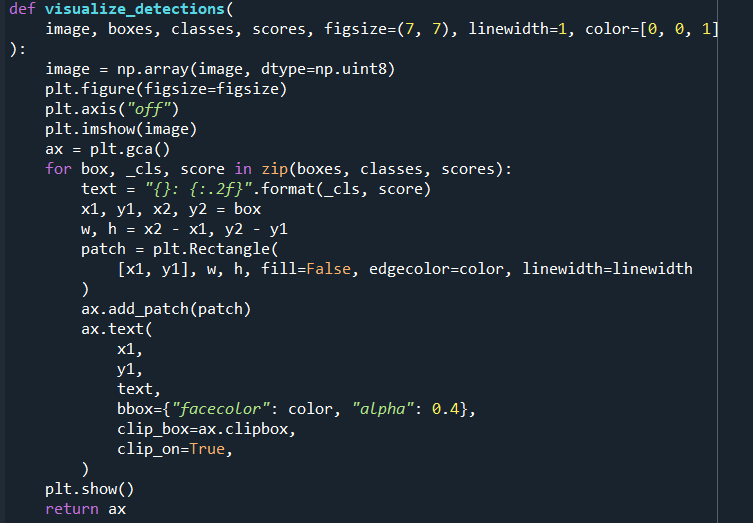 def visualize_detections(
    image, boxes, classes, scores, figsize=(7, 7), linewidth=1, color=[0, 0, 1]
):
    image = np.array(image, dtype=np.uint8)
    plt.figure(figsize=figsize)
    plt.axis("off")
    plt.imshow(image)
    ax = plt.gca()
    for box, _cls, score in zip(boxes, classes, scores):
        text = "{}: {:.2f}".format(_cls, score)
        x1, y1, x2, y2 = box
        w, h = x2 - x1, y2 - y1
        patch = plt.Rectangle(
            [x1, y1], w, h, fill=False, edgecolor=color, linewidth=linewidth
        )
        ax.add_patch(patch)
        ax.text(
            x1,
            y1,
            text,
            bbox={"facecolor": color, "alpha": 0.4},
            clip_box=ax.clipbox,
            clip_on=True,
        )
    plt.show()
    return ax